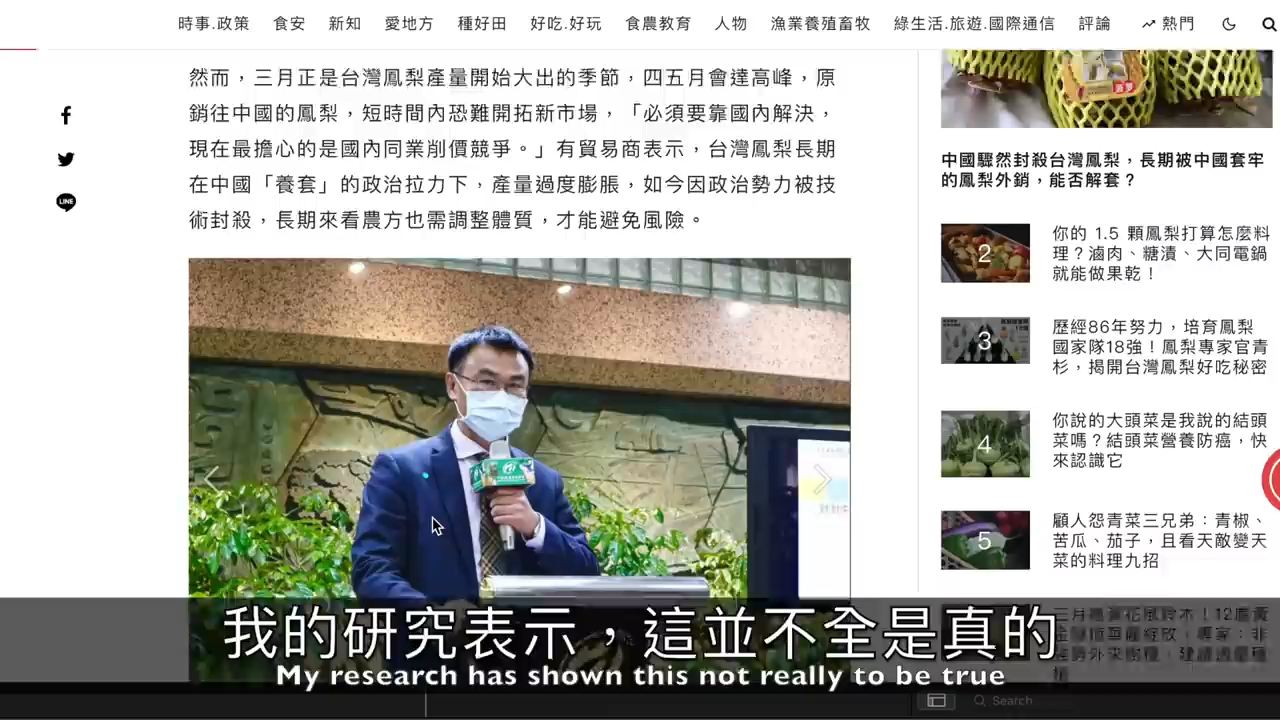 時事.政策 食安 新知 愛地方 種好田 好吃.好玩 食農教育 人物 漁業養殖畜牧 綠生活.旅遊.國際通信 評論 熱門
然而，三月正是台灣鳳梨產量開始大出的季節，四五月會達高峰，原
銷往中國的鳳梨，短時間內恐難開拓新市場，「必須要靠國內解決，
現在最擔心的是國內同業削價競爭。」有貿易商表示，台灣鳳梨長期
在中國「養套」的政治拉力下，產量過度膨脹，如今因政治勢力被技
術封殺，長期來看農方也需調整體質，才能避免風險。
LINE
中國驟然封殺台灣鳳梨，長期被中國套牢
的鳳梨外銷，能否解套？
2
你的 1.5 顆鳳梨打算怎麼料
理？滷肉、糖漬、大同電鍋
就能做果乾！
3
歷經86年努力，培育鳳梨
國家隊18強！鳳梨專家官青
杉，揭開台灣鳳梨好吃秘密
4
你說的大頭菜是我說的結頭
菜嗎？結頭菜營養防癌，快
來認識它
5
顧人怨青菜三兄弟：青椒、
苦瓜、茄子，且看天敵變天
菜的料理九招
我的研究表示，這並不全是真的
My research has shown this not really to be true
Search